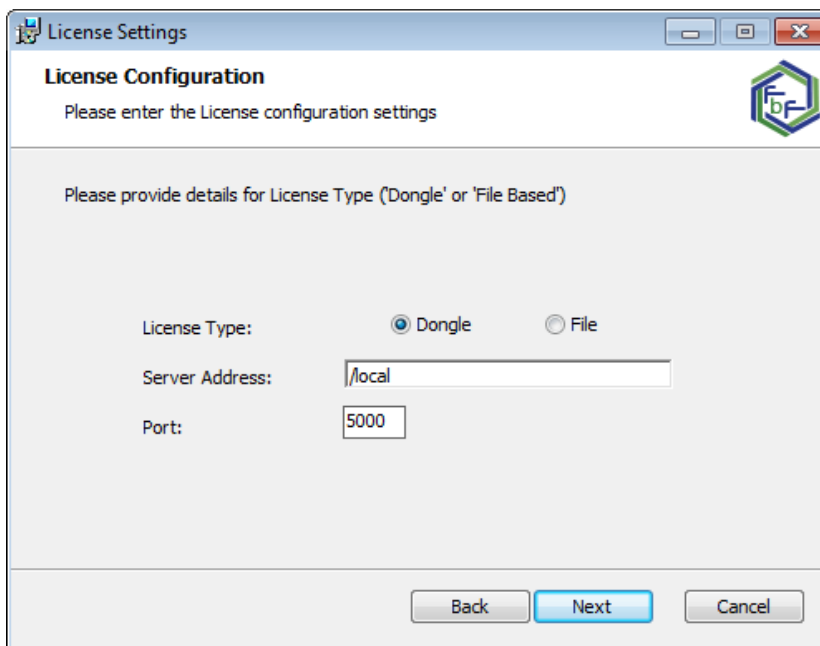 License Settings
License Configuration
Please enter the License configuration settings
FbF
Please provide details for License Type ('Dongle' or 'File Based')
License Type: Dongle File
Server Address: /local
Port: 5000
Back Next Cancel